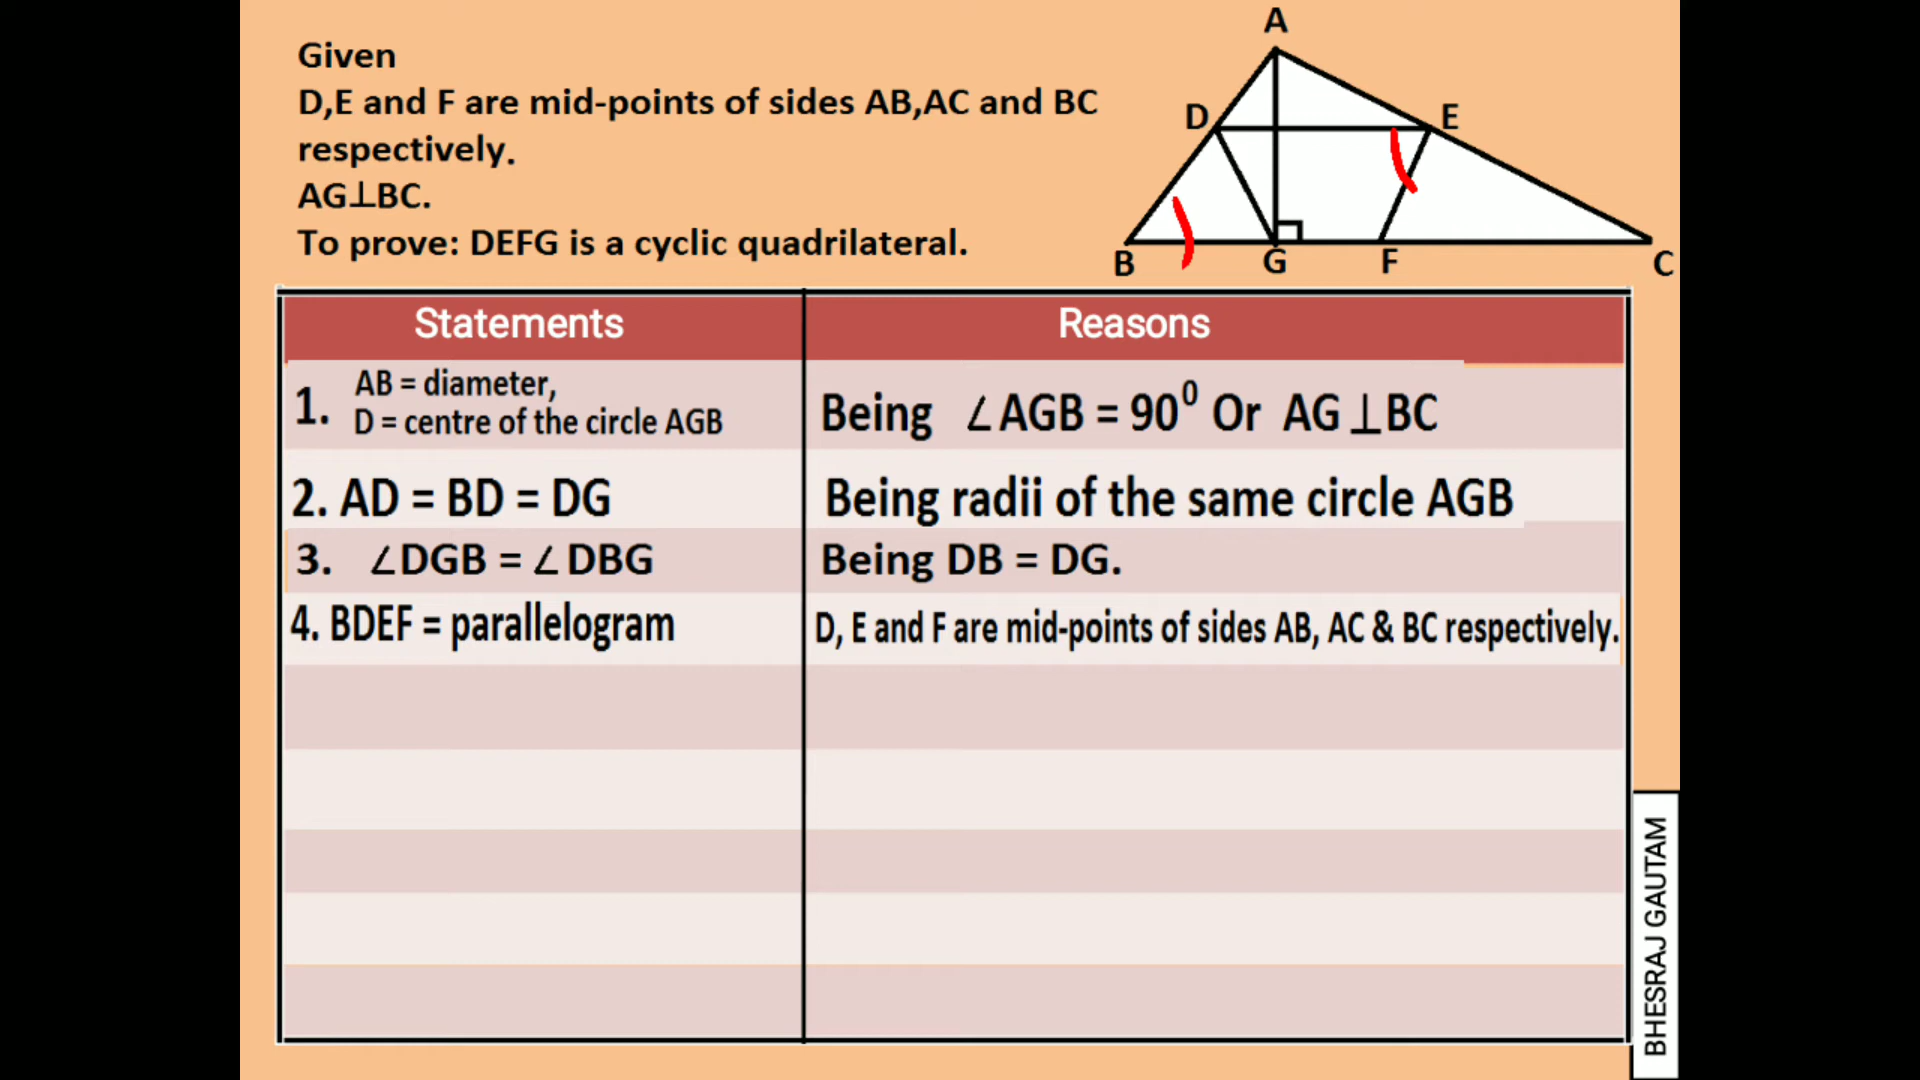 Given
D,E and F are mid-points of sides AB,AC and BC
respectively.
AG⊥BC.
To prove: DEFG is a cyclic quadrilateral.
A
D
E
B
G
F
C
Statements
Reasons
1. AB = diameter,
D = centre of the circle AGB
Being ∠AGB = 90⁰ Or AG⊥BC
2. AD = BD = DG
Being radii of the same circle AGB
3. ∠DGB = ∠DBG
Being DB = DG.
4. BDEF = parallelogram
D, E and F are mid-points of sides AB, AC & BC respectively.
BHESRAJ GAUTAM